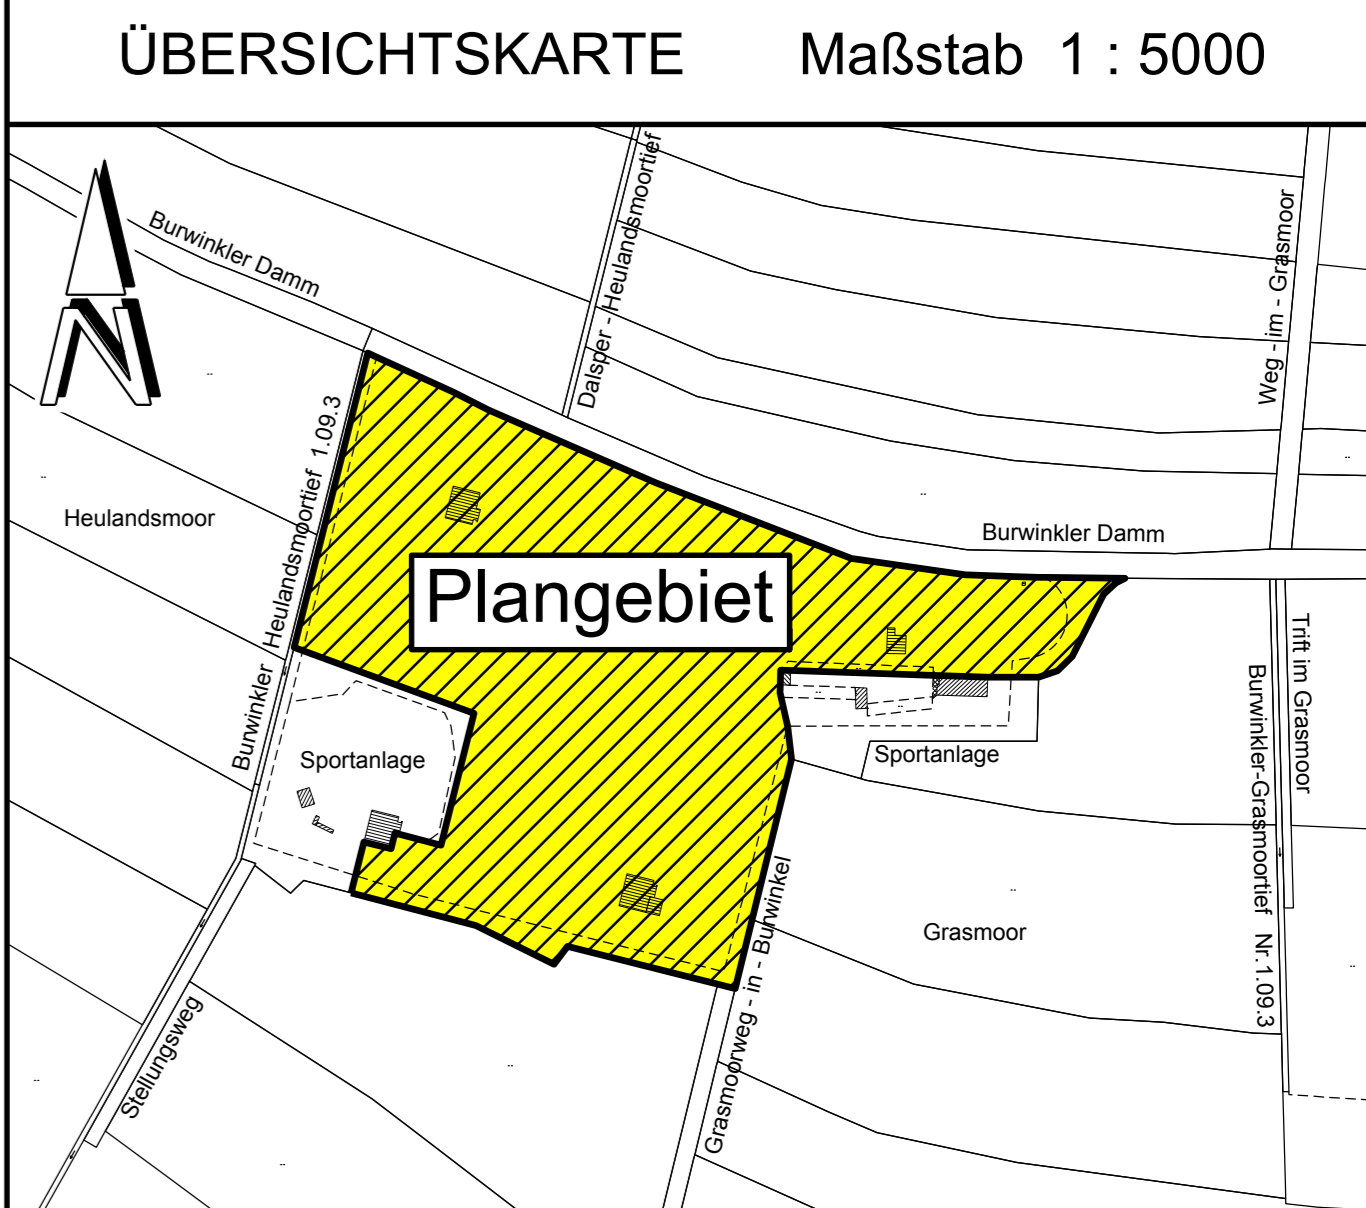 ÜBERSICHTSKARTE Maßstab 1 : 5000
Burwinkler Damm
Dalsper - Heulandsmoortief
Weg - im - Grasmoor
N
Heulandsmoor
Burwinkler Heulandsmoortief 1.09.3
Burwinkler Damm
Plangebiet
Trift im Grasmoor
Burwinkler-Grasmoortief Nr.1.09.3
Sportanlage
Sportanlage
Grasmoor
Grasmoorweg - in - Burwinkel
Stellungsweg